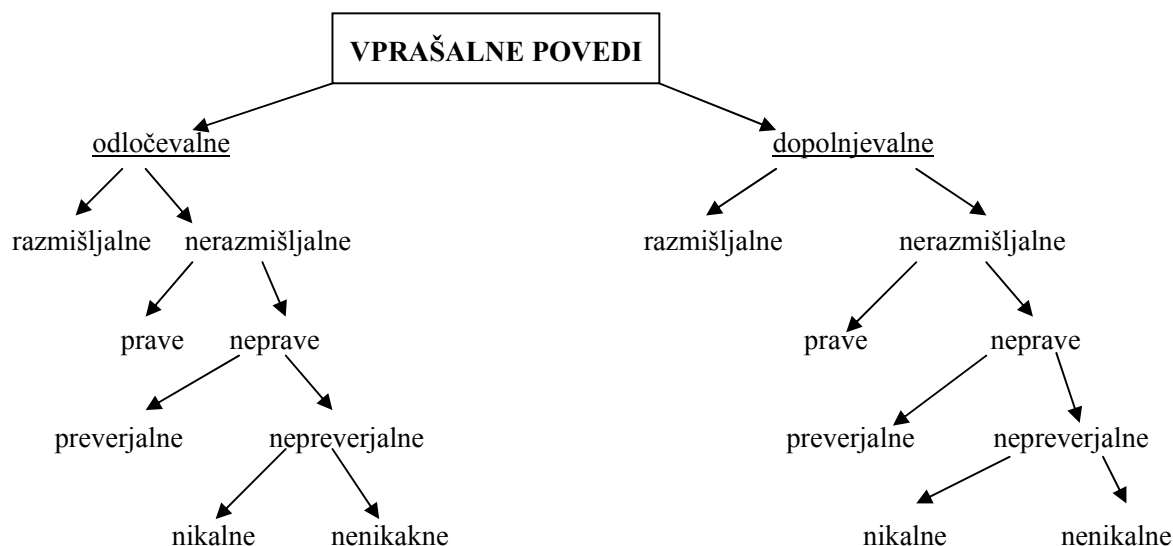 VPRAŠALNE POVEDI
odločevalne dopolnjevalne
razmišljalne nerazmišljalne razmišljalne nerazmišljalne
prave neprave prave neprave
preverjalne nepreverjalne preverjalne nepreverjalne
nikalne nenikakne nikalne nenikalne